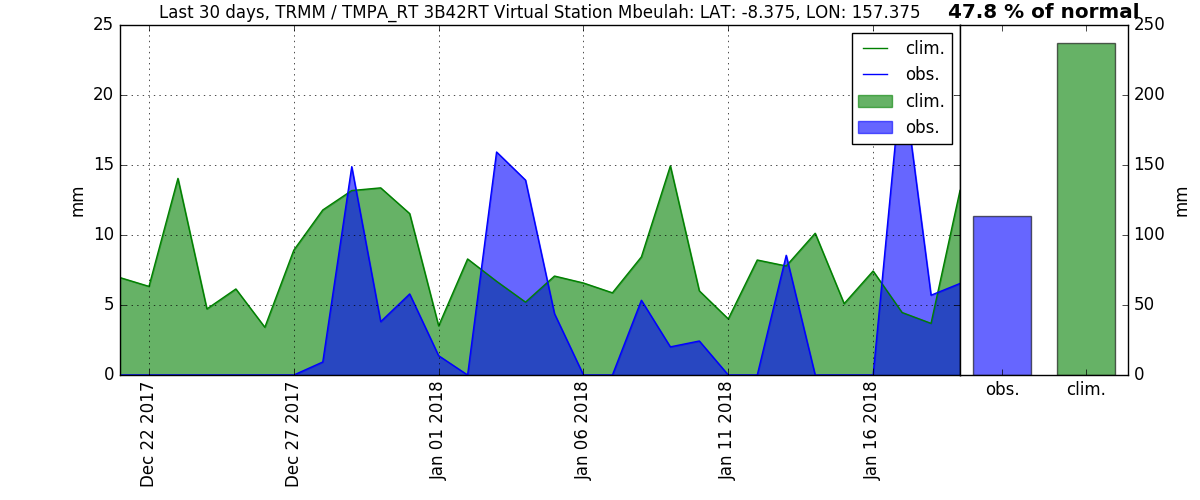 Last 30 days, TRMM / TMPA_RT 3B42RT Virtual Station Mbeulah: LAT: -8.375, LON: 157.375
47.8 % of normal
25
20
15
10
5
0
mm
clim.
obs.
clim.
obs.
250
200
150
100
50
0
mm
Dec 22 2017
Dec 27 2017
Jan 01 2018
Jan 06 2018
Jan 11 2018
Jan 16 2018
obs.
clim.